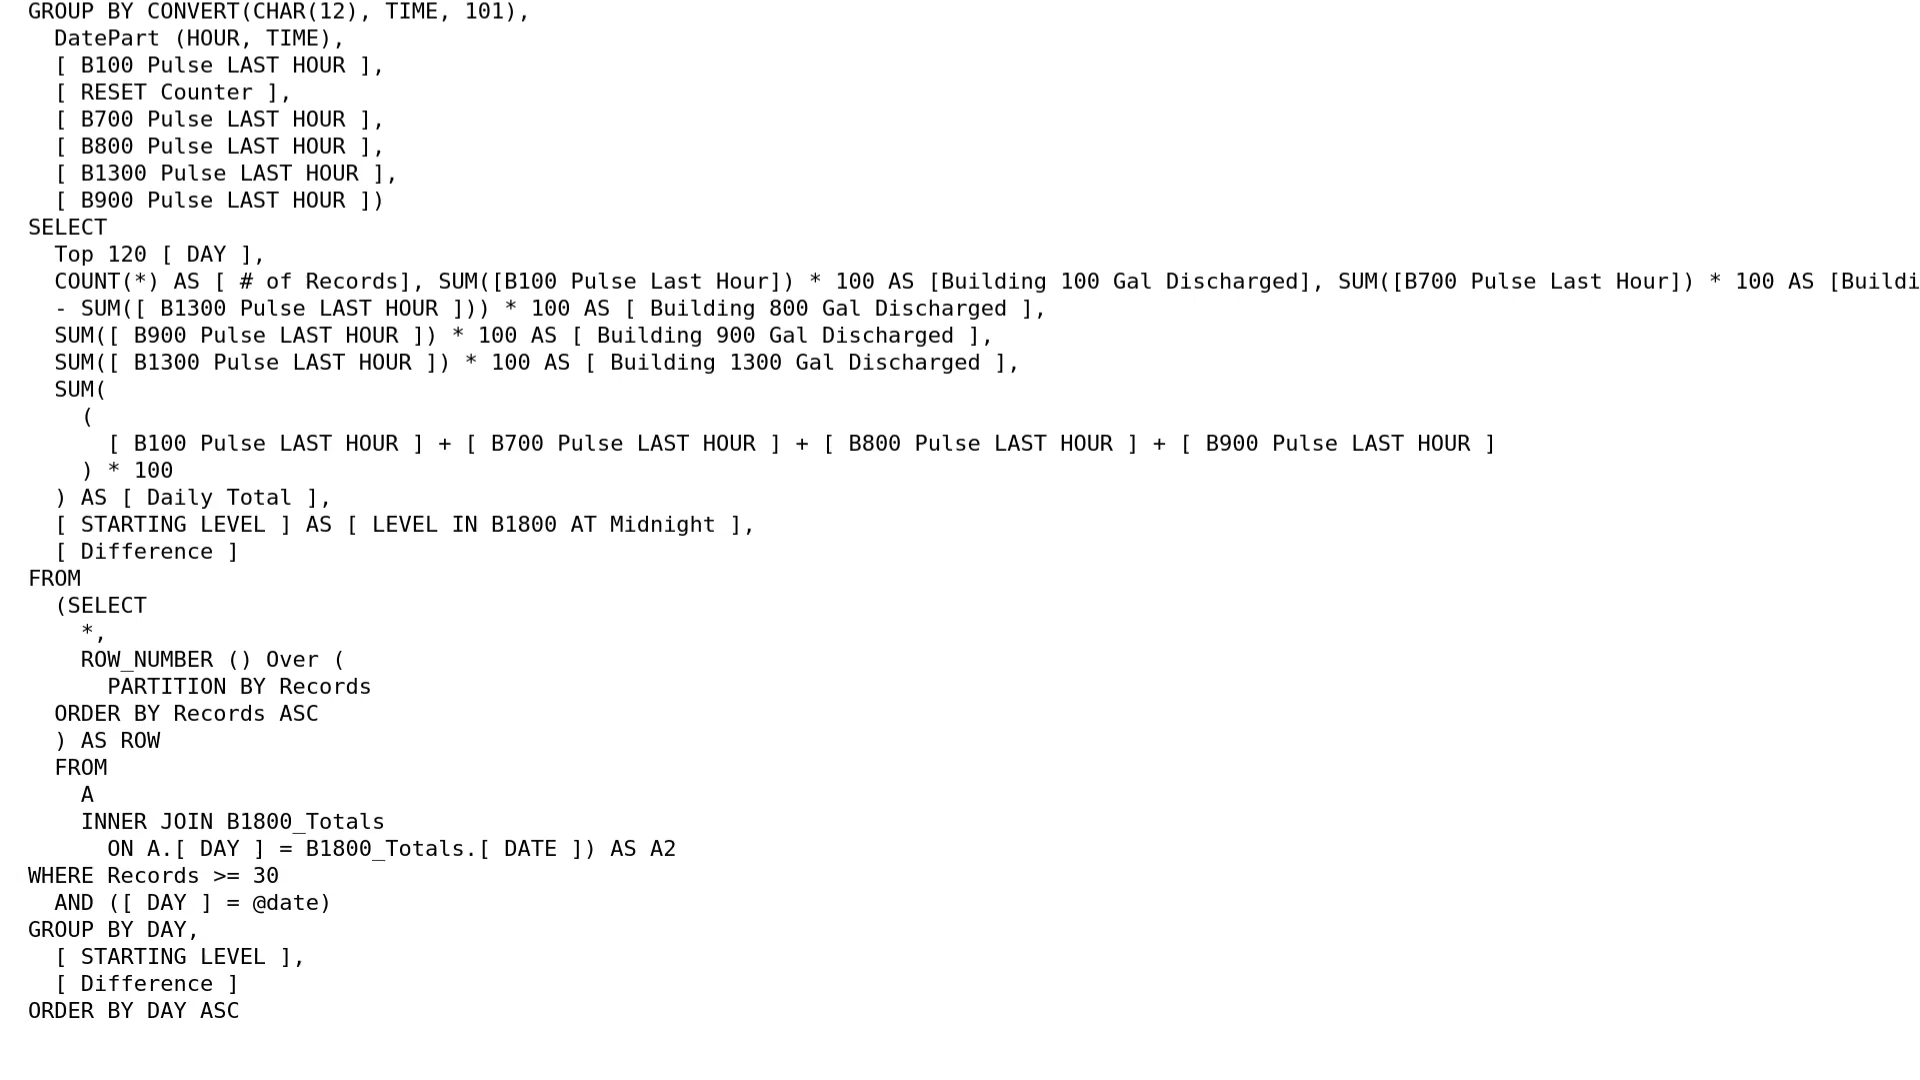 GROUP BY CONVERT(CHAR(12), TIME, 101),
DatePart (HOUR, TIME),
[ B100 Pulse LAST HOUR ],
[ RESET Counter ],
[ B700 Pulse LAST HOUR ],
[ B800 Pulse LAST HOUR ],
[ B1300 Pulse LAST HOUR ],
[ B900 Pulse LAST HOUR ])
SELECT
Top 120 [ DAY ],
COUNT(*) AS [ # of Records], SUM([B100 Pulse Last Hour]) * 100 AS [Building 100 Gal Discharged], SUM([B700 Pulse Last Hour]) * 100 AS [Buildi
- SUM([ B1300 Pulse LAST HOUR ])) * 100 AS [ Building 800 Gal Discharged ],
SUM([ B900 Pulse LAST HOUR ]) * 100 AS [ Building 900 Gal Discharged ],
SUM([ B1300 Pulse LAST HOUR ]) * 100 AS [ Building 1300 Gal Discharged ],
SUM(
(
[ B100 Pulse LAST HOUR ] + [ B700 Pulse LAST HOUR ] + [ B800 Pulse LAST HOUR ] + [ B900 Pulse LAST HOUR ]
) * 100
) AS [ Daily Total ],
[ STARTING LEVEL ] AS [ LEVEL IN B1800 AT Midnight ],
[ Difference ]
FROM
(SELECT
*,
ROW_NUMBER () Over (
PARTITION BY Records
ORDER BY Records ASC
) AS ROW
FROM
A
INNER JOIN B1800_Totals
ON A.[ DAY ] = B1800_Totals.[ DATE ]) AS A2
WHERE Records >= 30
AND ([ DAY ] = @date)
GROUP BY DAY,
[ STARTING LEVEL ],
[ Difference ]
ORDER BY DAY ASC